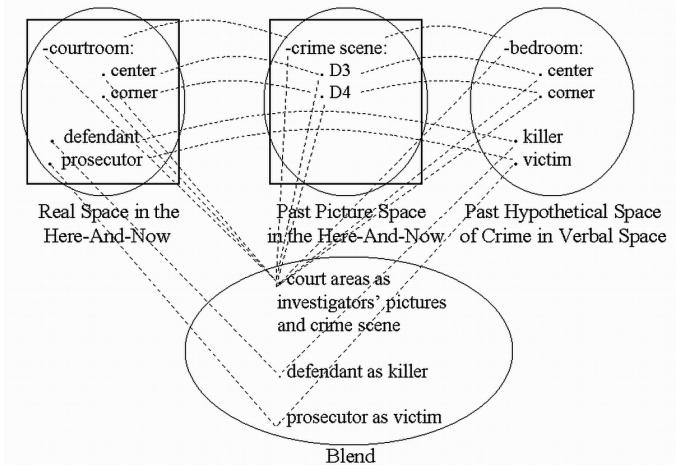 -courtroom:
center
corner
defendant
prosecutor
Real Space in the
Here-And-Now
-crime scene:
D3
D4
Past Picture Space
in the Here-And-Now
-bedroom:
center
corner
killer
victim
Past Hypothetical Space
of Crime in Verbal Space
court areas as
investigators' pictures
and crime scene
defendant as killer
prosecutor as victim
Blend